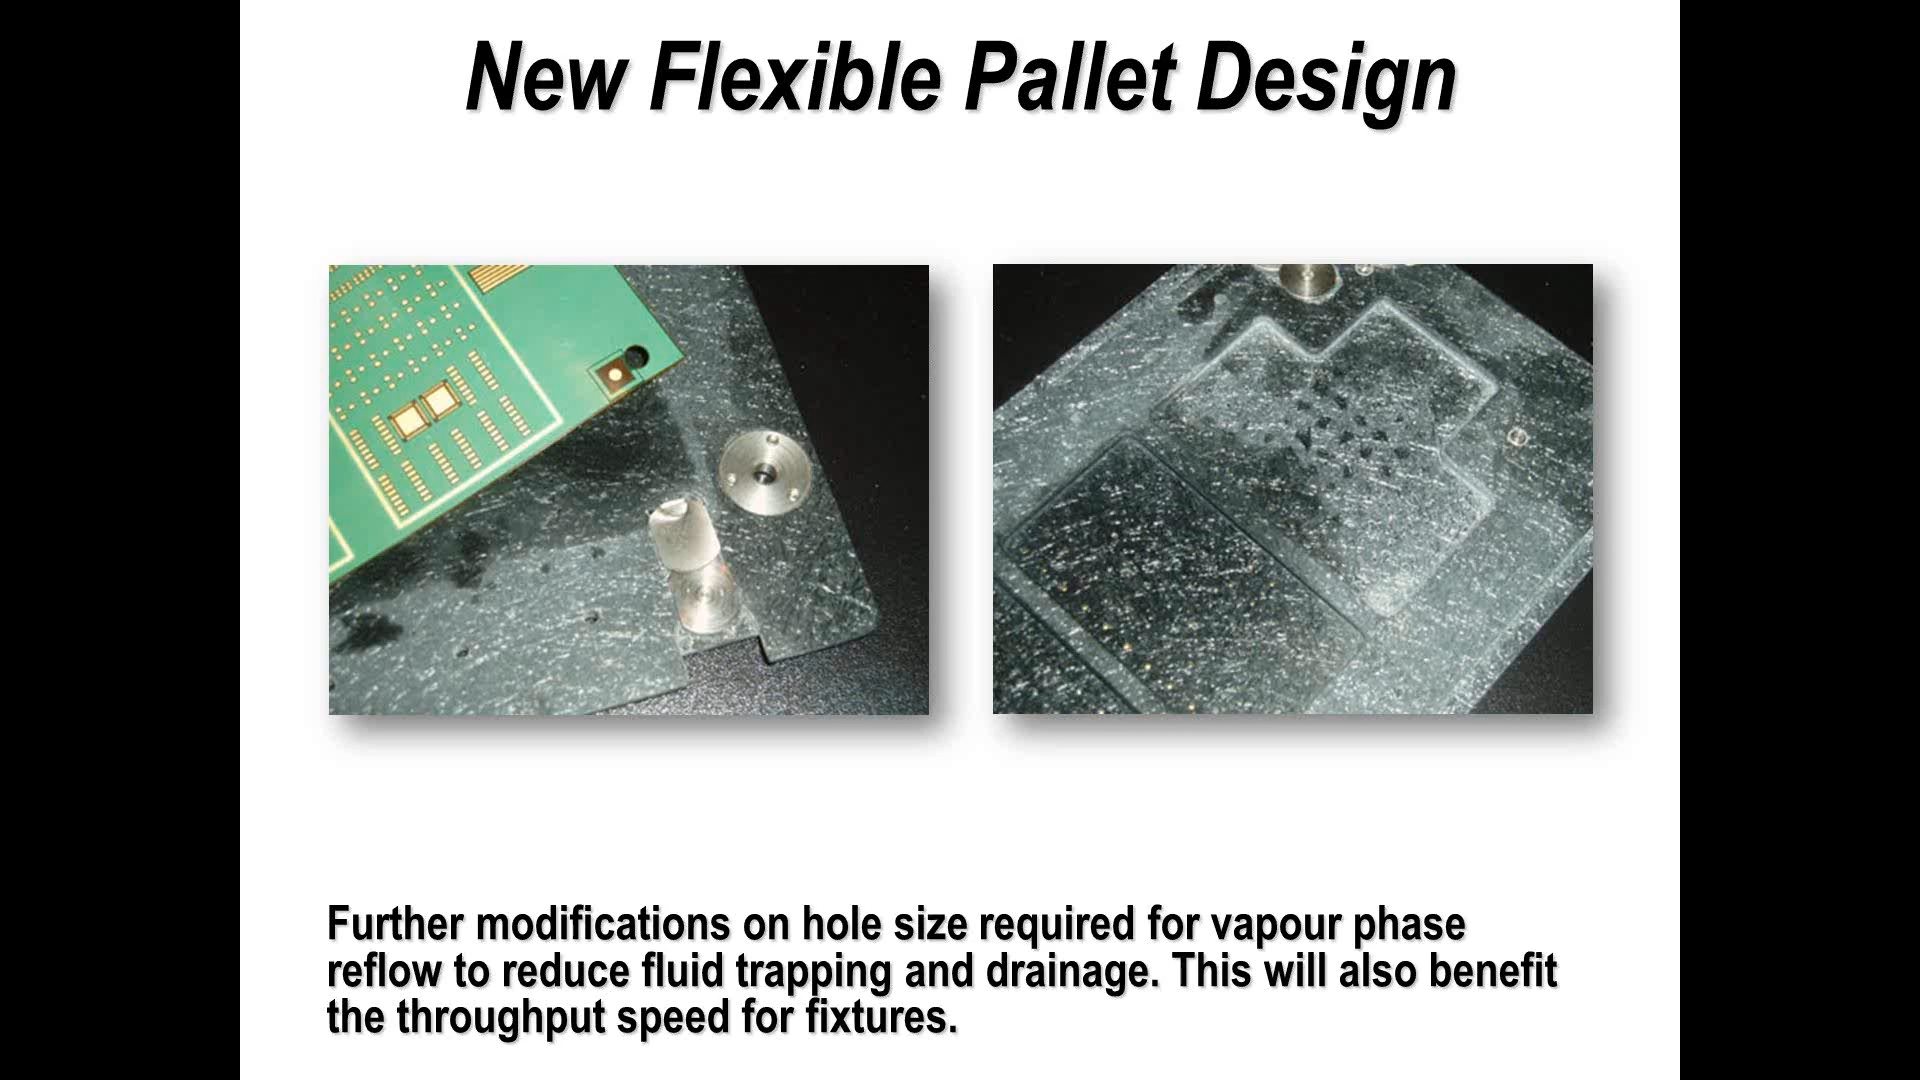 New Flexible Pallet Design
Further modifications on hole size required for vapour phase
reflow to reduce fluid trapping and drainage. This will also benefit
the throughput speed for fixtures.